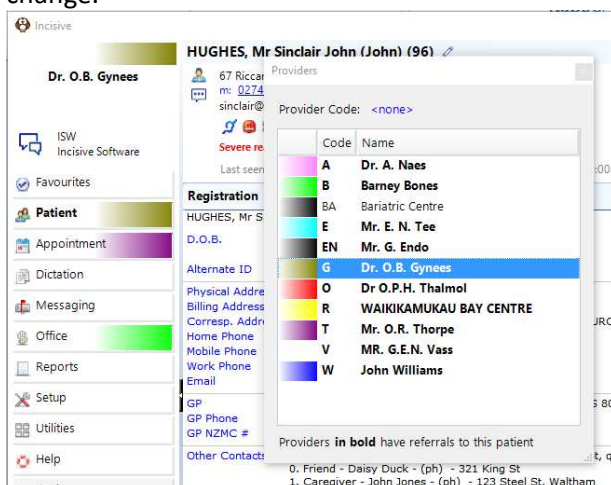 change.
Incisive
Dr. O.B. Gynees
ISW
Incisive Software
Favourites
Patient
Appointment
Dictation
Messaging
Office
Reports
Setup
Utilities
Help
HUGHES, Mr Sinclair John (John) (96)
67 Riccar
m: 0274
sinclair@
Severe rea
Last seen
Registration
HUGHES, Mr S
D.O.B.
Alternate ID
Physical Addre
Billing Address
Corresp. Addre
Home Phone
Mobile Phone
Work Phone
Email
GP
GP Phone
GP NZMC #
Other Contacts
0. Friend - Daisy Duck - (ph) - 321 King St
1. Caregiver - John Jones - (ph) - 123 Steel St, Waltham
Providers
Provider Code: <none>
Code Name
A Dr. A. Naes
B Barney Bones
BA Bariatric Centre
E Mr. E. N. Tee
EN Mr. G. Endo
G Dr. O.B. Gynees
O Dr O.P.H. Thalmol
R WAIKIKAMUKAU BAY CENTRE
T Mr. O.R. Thorpe
V MR. G.E.N. Vass
W John Williams
Providers in bold have referrals to this patient